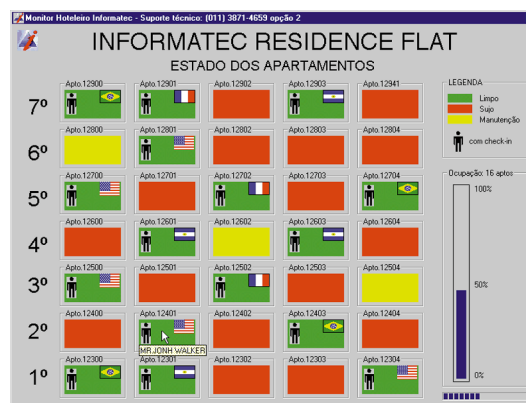 Monitor Hoteleiro Informatec - Suporte técnico: (011) 3871-4659 opção 2
INFORMATEC RESIDENCE FLAT
ESTADO DOS APARTAMENTOS
7º
Apto.12900 Apto.12901 Apto.12902 Apto.12903 Apto.12941
6º
Apto.12800 Apto.12801 Apto.12802 Apto.12803 Apto.12804
5º
Apto.12700 Apto.12701 Apto.12702 Apto.12703 Apto.12704
4º
Apto.12600 Apto.12601 Apto.12602 Apto.12603 Apto.12604
3º
Apto.12500 Apto.12501 Apto.12502 Apto.12503 Apto.12504
2º
Apto.12400 Apto.12401 Apto.12402 Apto.12403 Apto.12404
MR.JONH WALKER
1º
Apto.12300 Apto.12301 Apto.12302 Apto.12303 Apto.12304
LEGENDA
Limpo
Sujo
Manutenção
com check-in
Ocupação: 16 aptos
100%
50%
0%